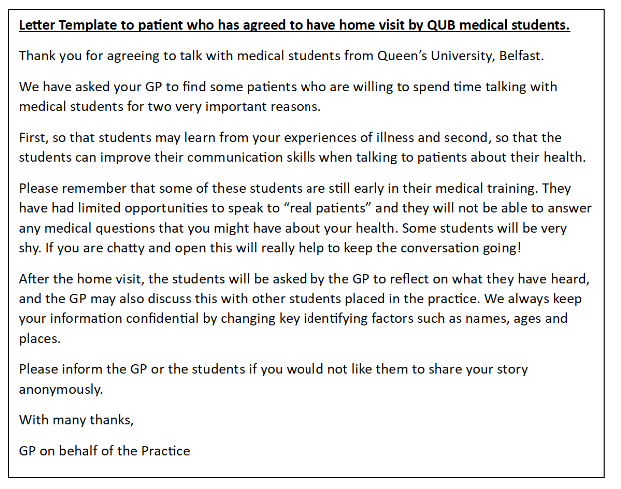 Letter Template to patient who has agreed to have home visit by QUB medical students.
Thank you for agreeing to talk with medical students from Queen’s University, Belfast.
We have asked your GP to find some patients who are willing to spend time talking with
medical students for two very important reasons.
First, so that students may learn from your experiences of illness and second, so that the
students can improve their communication skills when talking to patients about their health.
Please remember that some of these students are still early in their medical training. They
have had limited opportunities to speak to “real patients” and they will not be able to answer
any medical questions that you might have about your health. Some students will be very
shy. If you are chatty and open this will really help to keep the conversation going!
After the home visit, the students will be asked by the GP to reflect on what they have heard,
and the GP may also discuss this with other students placed in the practice. We always keep
your information confidential by changing key identifying factors such as names, ages and
places.
Please inform the GP or the students if you would not like them to share your story
anonymously.
With many thanks,
GP on behalf of the Practice